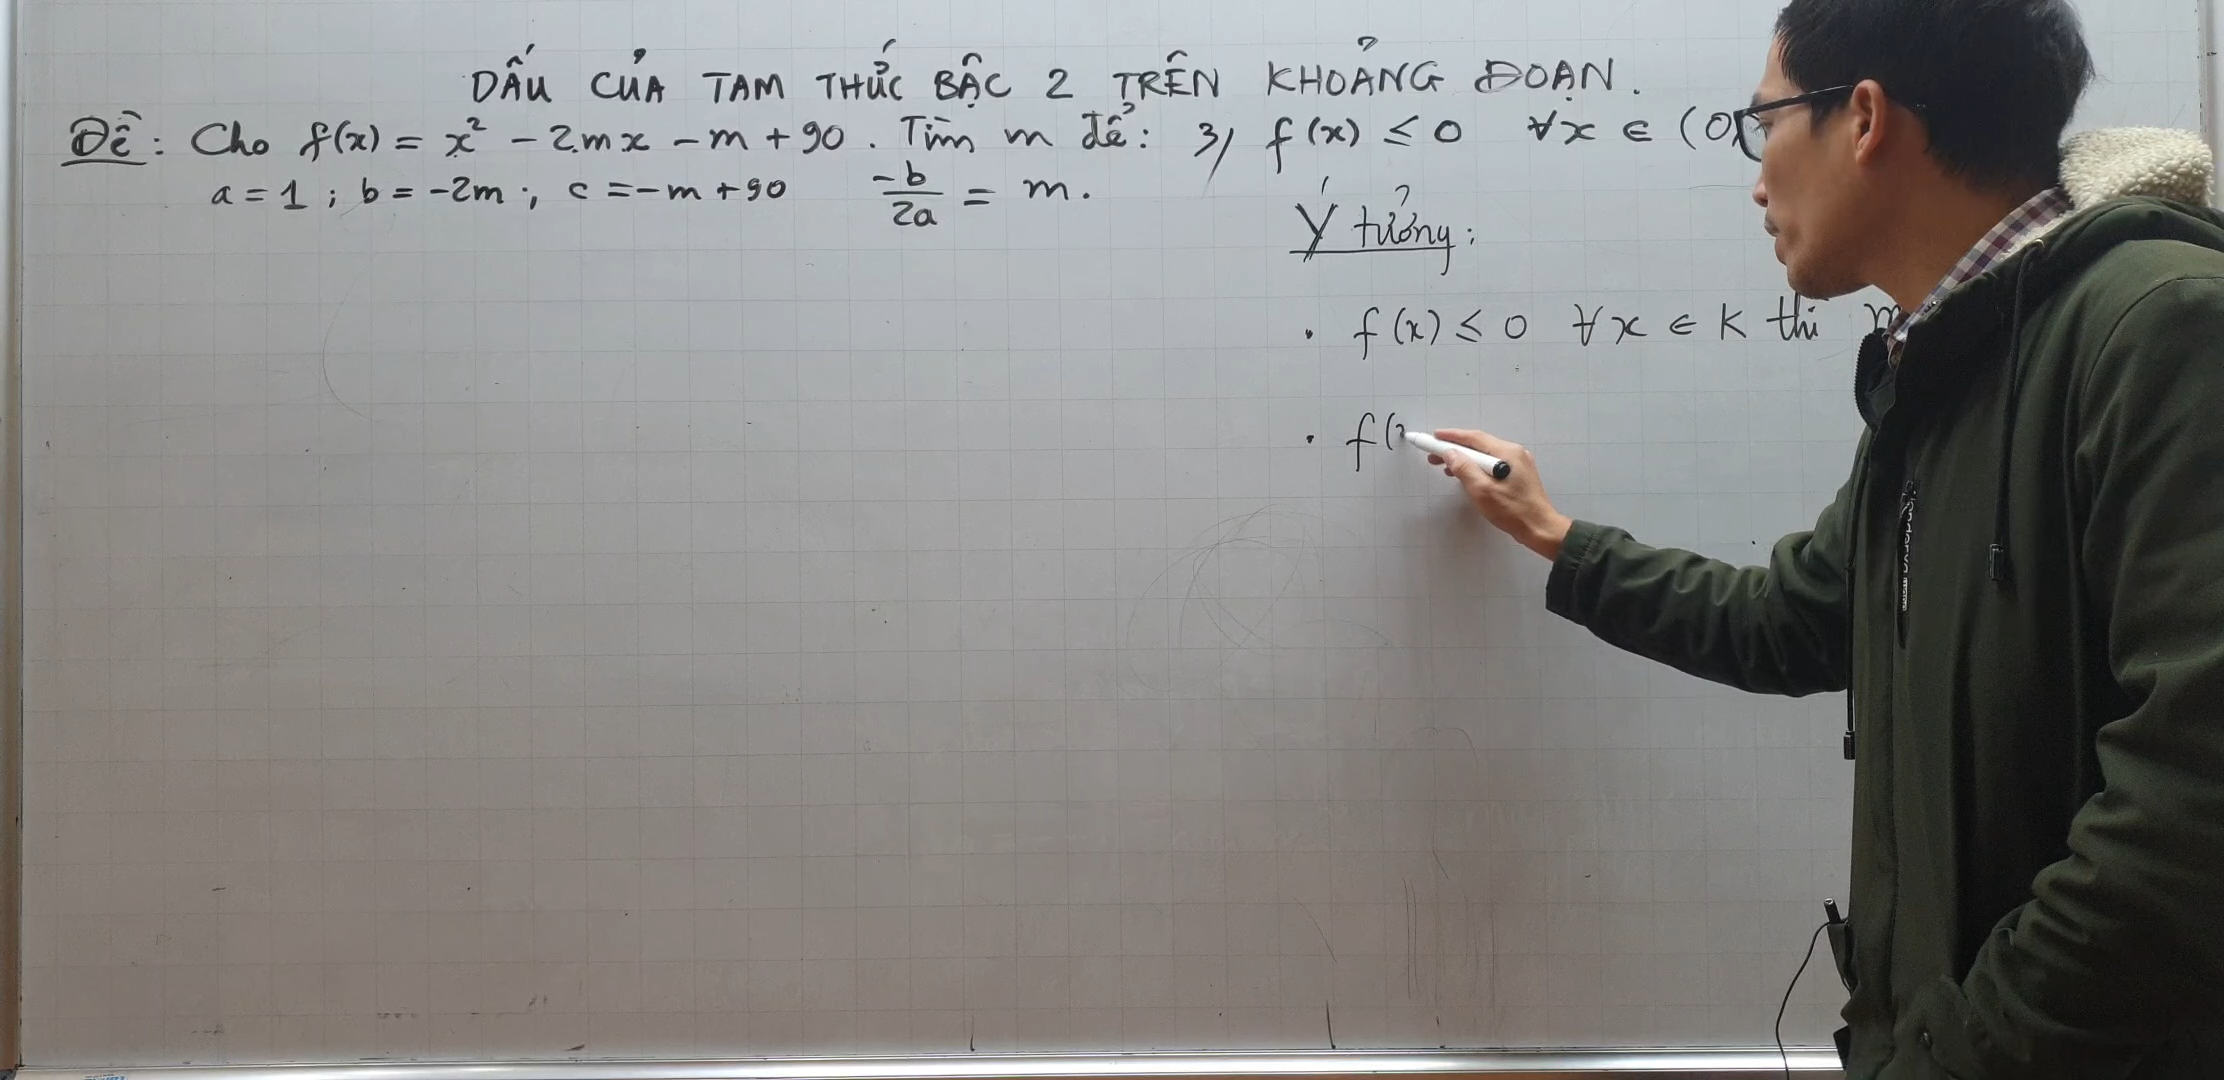 DẤU CỦA TAM THỨC BẬC 2 TRÊN KHOẢNG ĐOẠN.
Đề: Cho f(x) = x² - 2mx - m + 90. Tìm m để: 3) f(x) ≤ 0 ∀x ∈ (0
a = 1; b = -2m; c = -m + 90 -b/2a = m.
Ý tưởng:
• f(x) ≤ 0 ∀x ∈ K thì
• f(